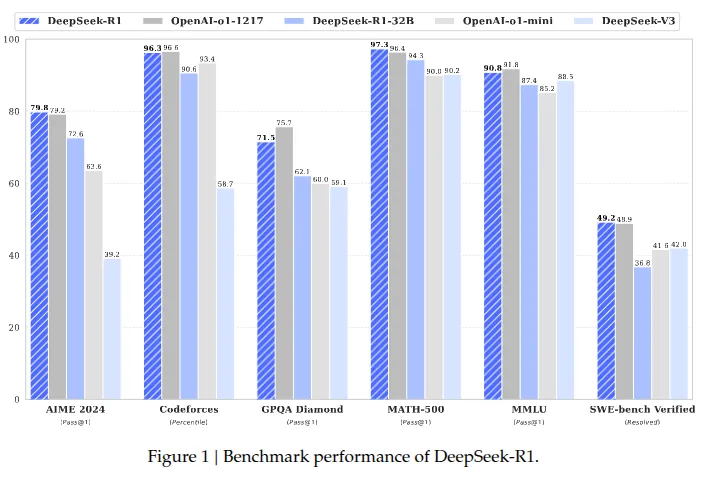 DeepSeek-R1 OpenAI-o1-1217 DeepSeek-R1-32B OpenAI-o1-mini DeepSeek-V3
100
80
60
40
20
0
79.8 79.2 72.6 63.6 39.2
96.3 96.6 90.6 93.4 58.7
71.5 75.7 62.1 60.0 59.1
97.3 96.4 94.3 90.0 90.2
90.8 91.8 87.4 85.2 88.5
49.2 48.9 36.8 41.6 42.0
AIME 2024 Codeforces GPQA Diamond MATH-500 MMLU SWE-bench Verified
(Pass@1) (Percentile) (Pass@1) (Pass@1) (Pass@1) (Resolved)
Figure 1 | Benchmark performance of DeepSeek-R1.